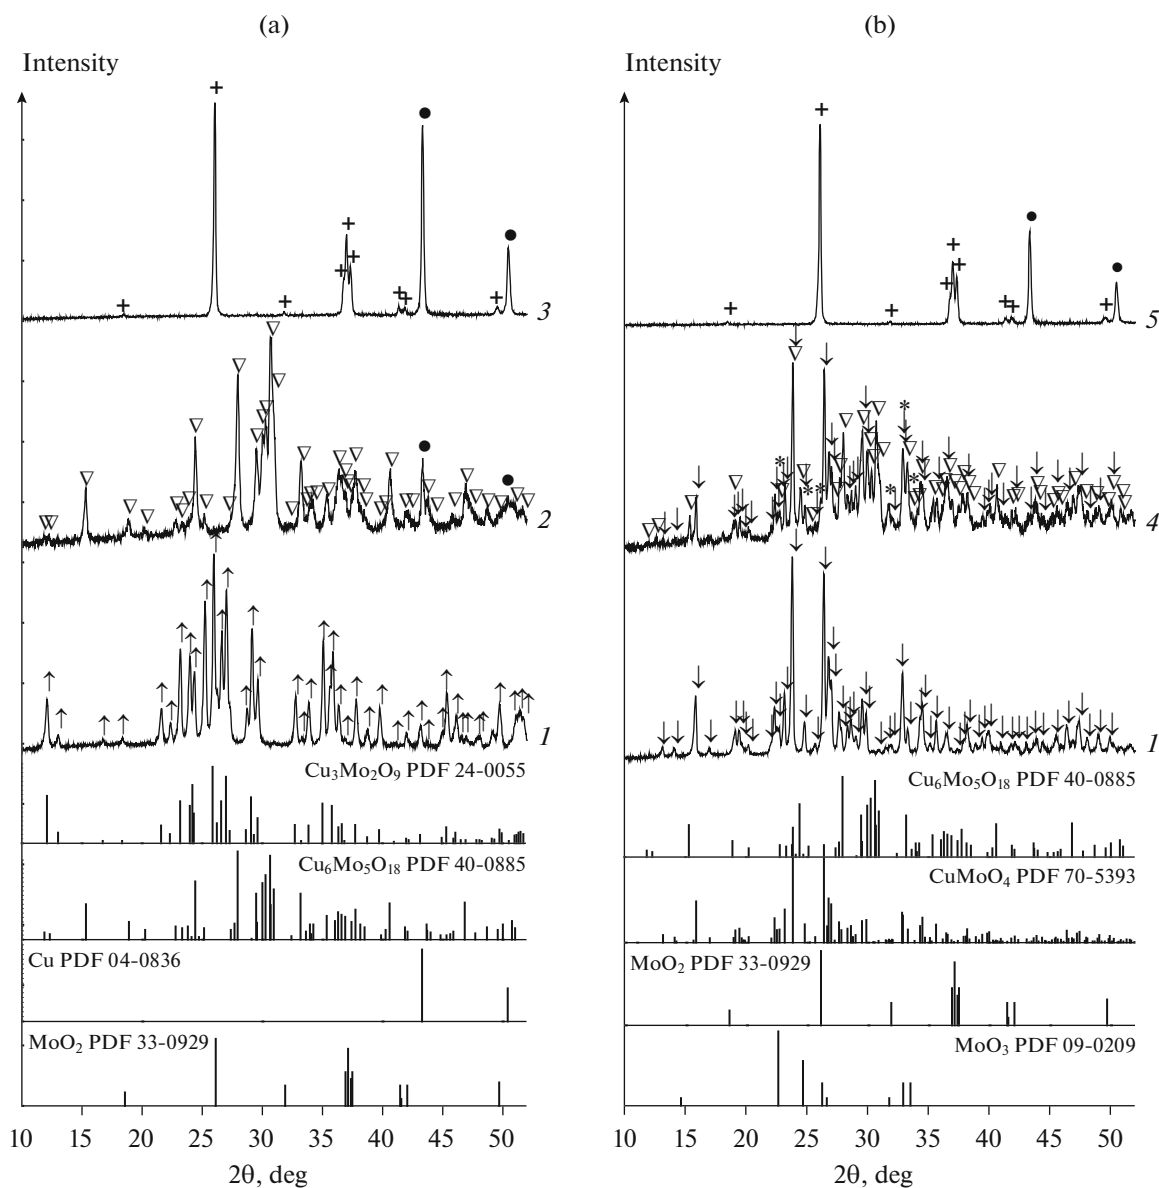 (a)
Intensity
3
2
1
Cu₃Mo₂O₉ PDF 24-0055
Cu₆Mo₅O₁₈ PDF 40-0885
Cu PDF 04-0836
MoO₂ PDF 33-0929
10 15 20 25 30 35 40 45 50
2θ, deg
(b)
Intensity
5
4
1
Cu₆Mo₅O₁₈ PDF 40-0885
CuMoO₄ PDF 70-5393
MoO₂ PDF 33-0929
MoO₃ PDF 09-0209
10 15 20 25 30 35 40 45 50
2θ, deg